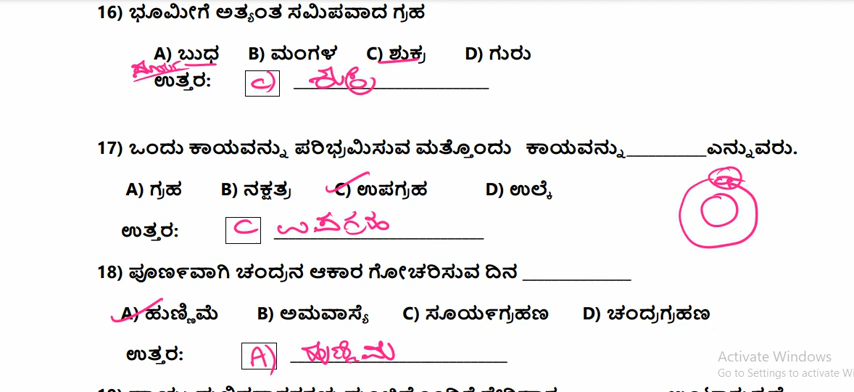 16) ಭೂಮಿಗೆ ಅತ್ಯಂತ ಸಮಿಪವಾದ ಗ್ರಹ
A) ಬುಧ B) ಮಂಗಳ C) ಶುಕ್ರ D) ಗುರು
ಉತ್ತರ: C) ಶುಕ್ರ
17) ಒಂದು ಕಾಯವನ್ನು ಪರಿಭ್ರಮಿಸುವ ಮತ್ತೊಂದು ಕಾಯವನ್ನು_________ಎನ್ನುವರು.
A) ಗ್ರಹ B) ನಕ್ಷತ್ರ C) ಉಪಗ್ರಹ D) ಉಲ್ಕೆ
ಉತ್ತರ: C ಉಪಗ್ರಹ
18) ಪೂರ್ಣವಾಗಿ ಚಂದ್ರನ ಆಕಾರ ಗೋಚರಿಸುವ ದಿನ ____________
A) ಹುಣ್ಣಿಮೆ B) ಅಮವಾಸ್ಯೆ C) ಸೂರ್ಯಗ್ರಹಣ D) ಚಂದ್ರಗ್ರಹಣ
ಉತ್ತರ: A) ಹುಣ್ಣಿಮೆ
Activate Windows
Go to Settings to activate Wi